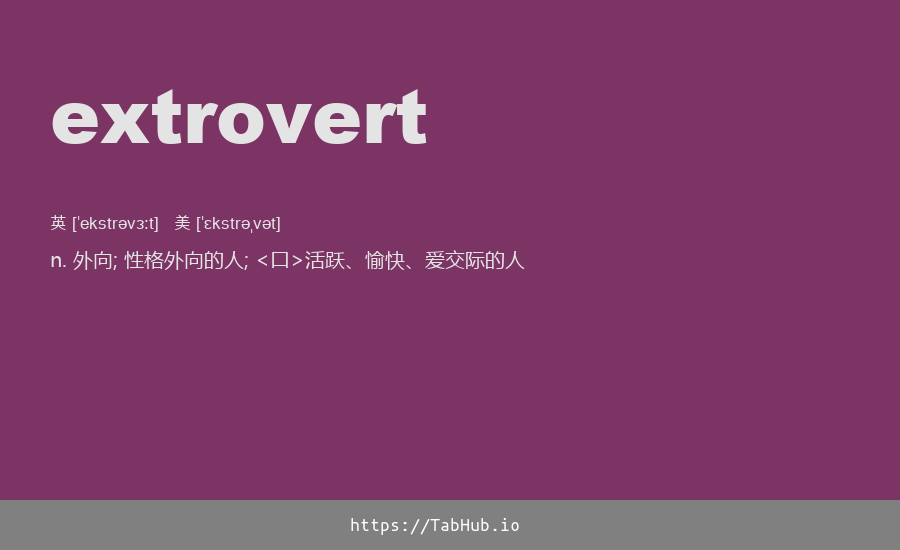 extrovert
英 [ˈekstrəvɜːt] 美 [ˈɛkstrəˌvət]
n. 外向; 性格外向的人; <口>活跃、愉快、爱交际的人
https://TabHub.io